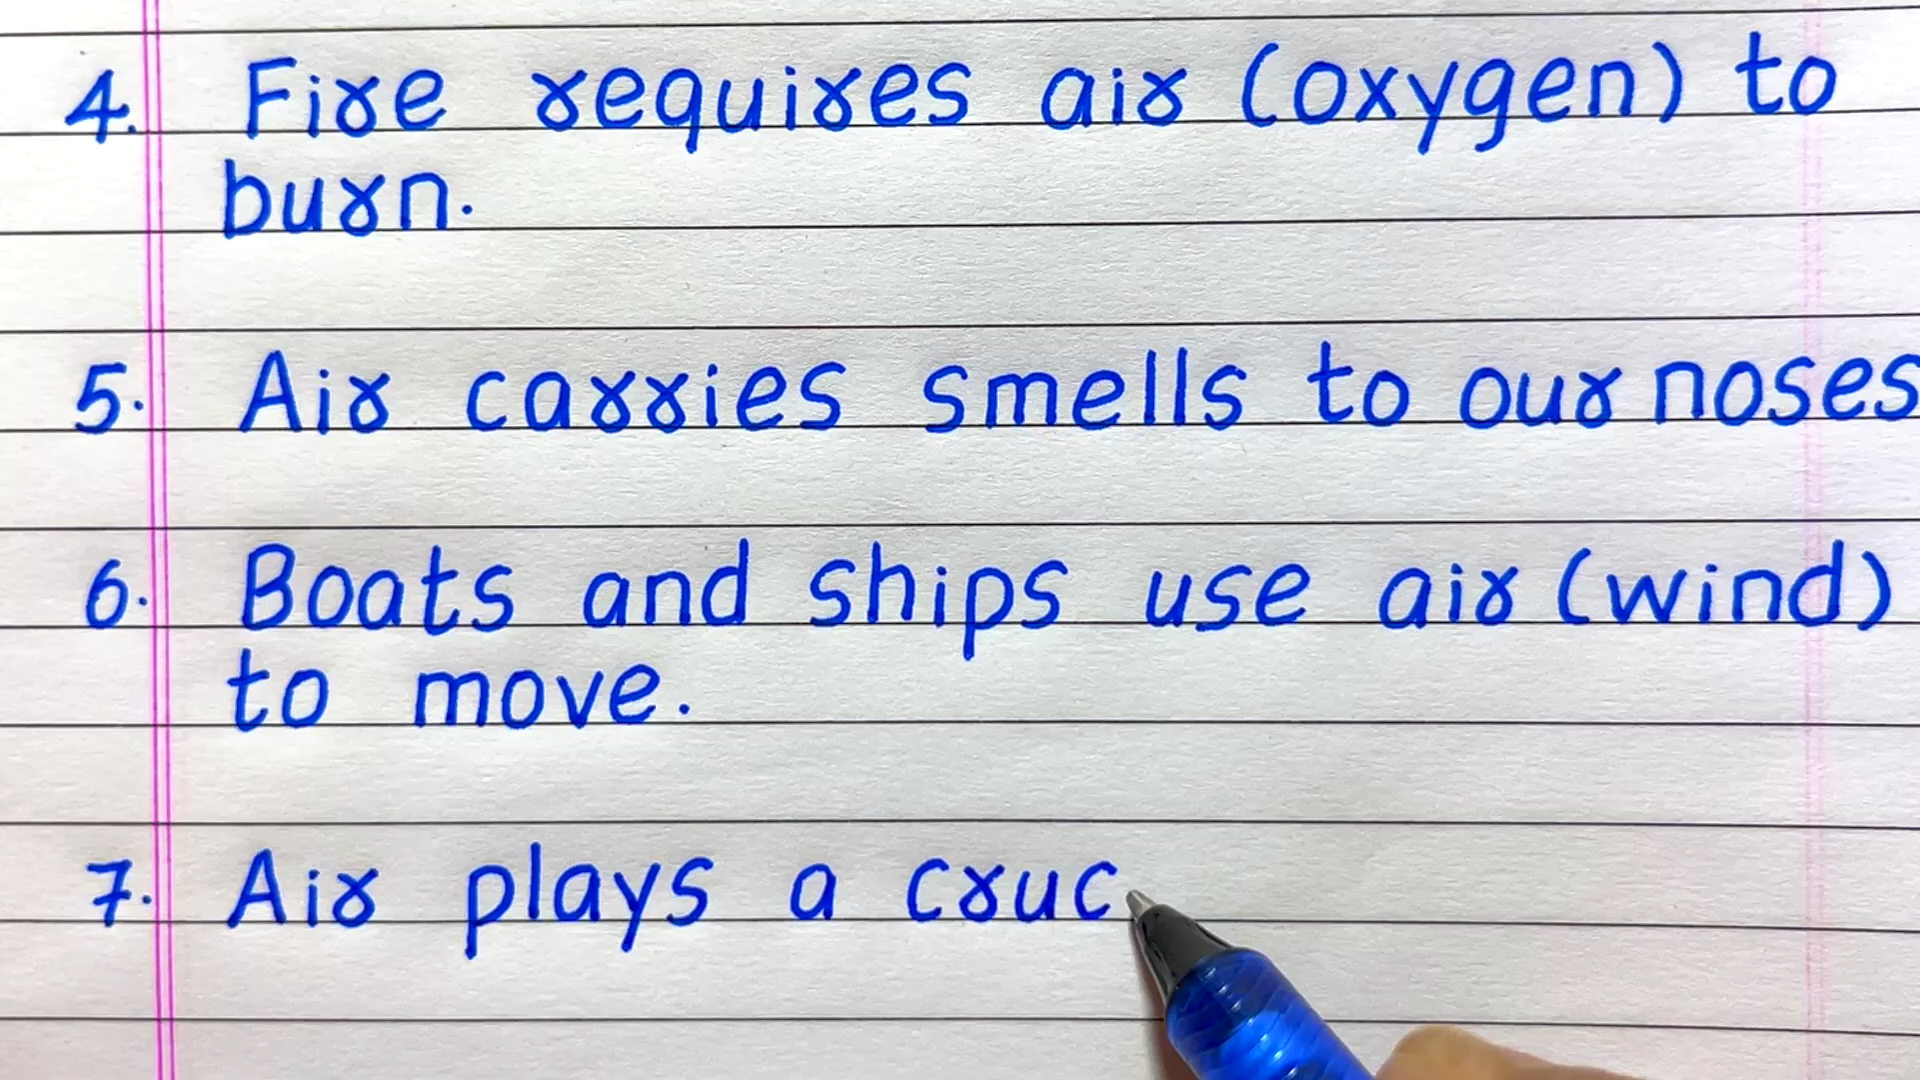 4. Fire requires air (oxygen) to
burn.
5. Air carries smells to our noses
6. Boats and ships use air (wind)
to move.
7. Air plays a cruc